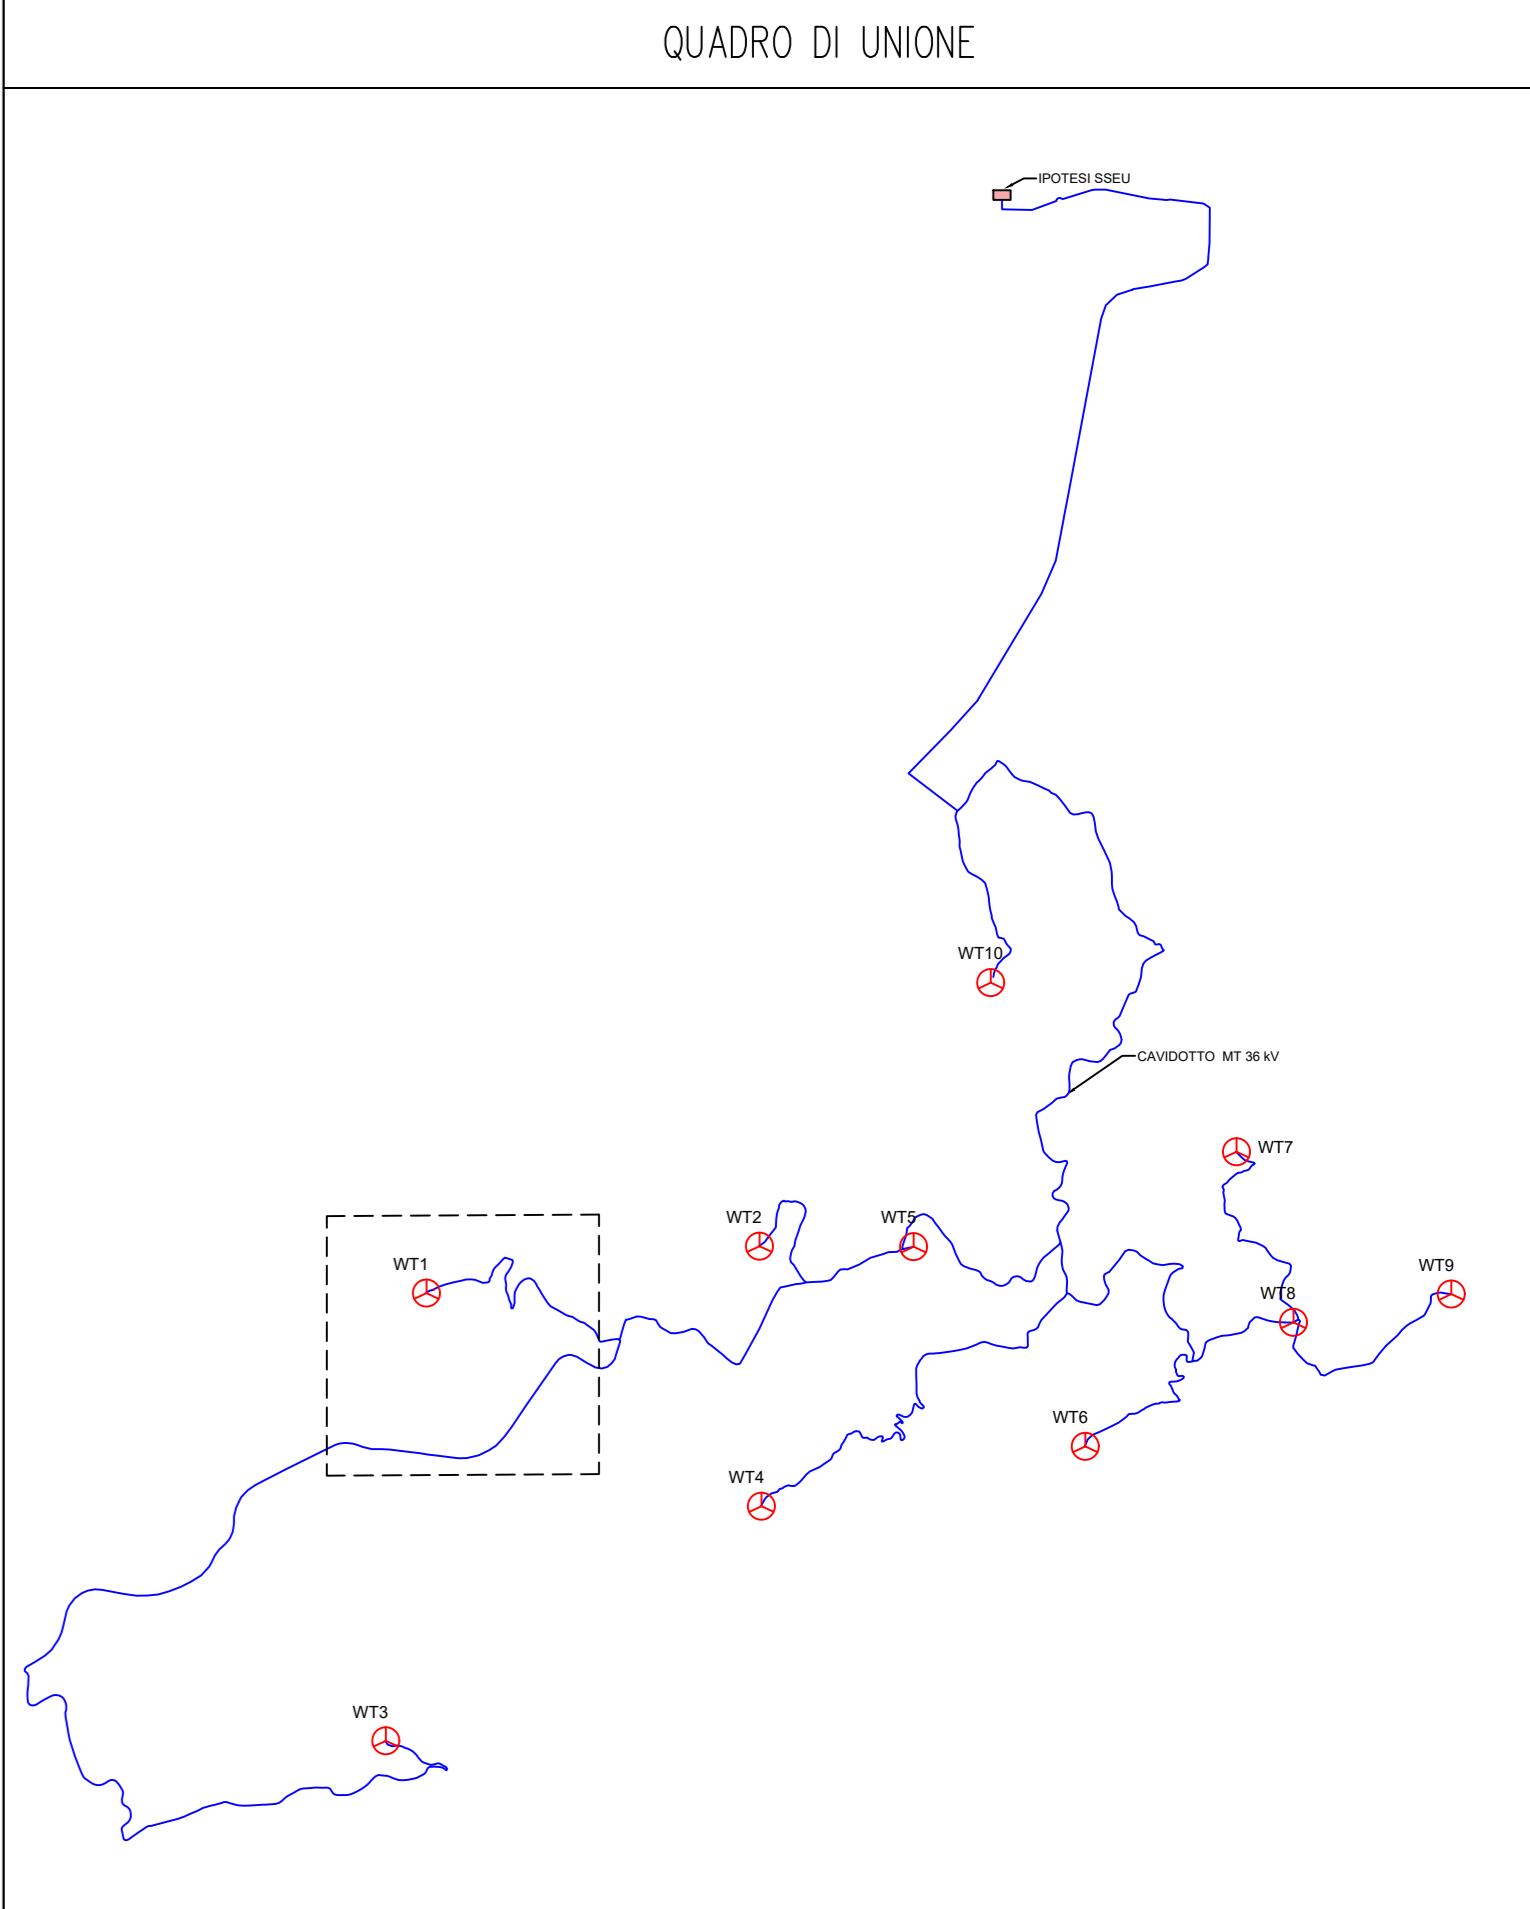 QUADRO DI UNIONE
IPOTESI SSEU
WT10
CAVIDOTTO MT 36 kV
WT7
WT2
WT5
WT1
WT9
WT8
WT6
WT4
WT3